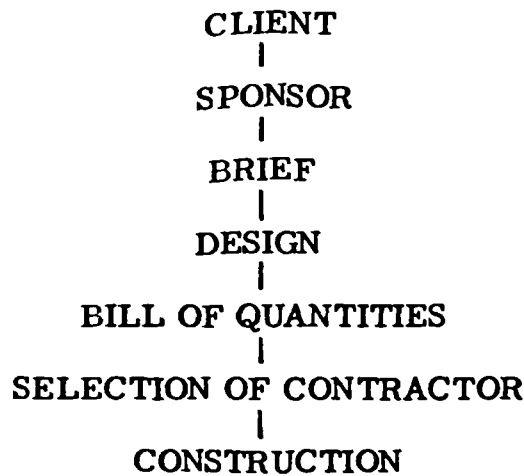 CLIENT
SPONSOR
BRIEF
DESIGN
BILL OF QUANTITIES
SELECTION OF CONTRACTOR
CONSTRUCTION